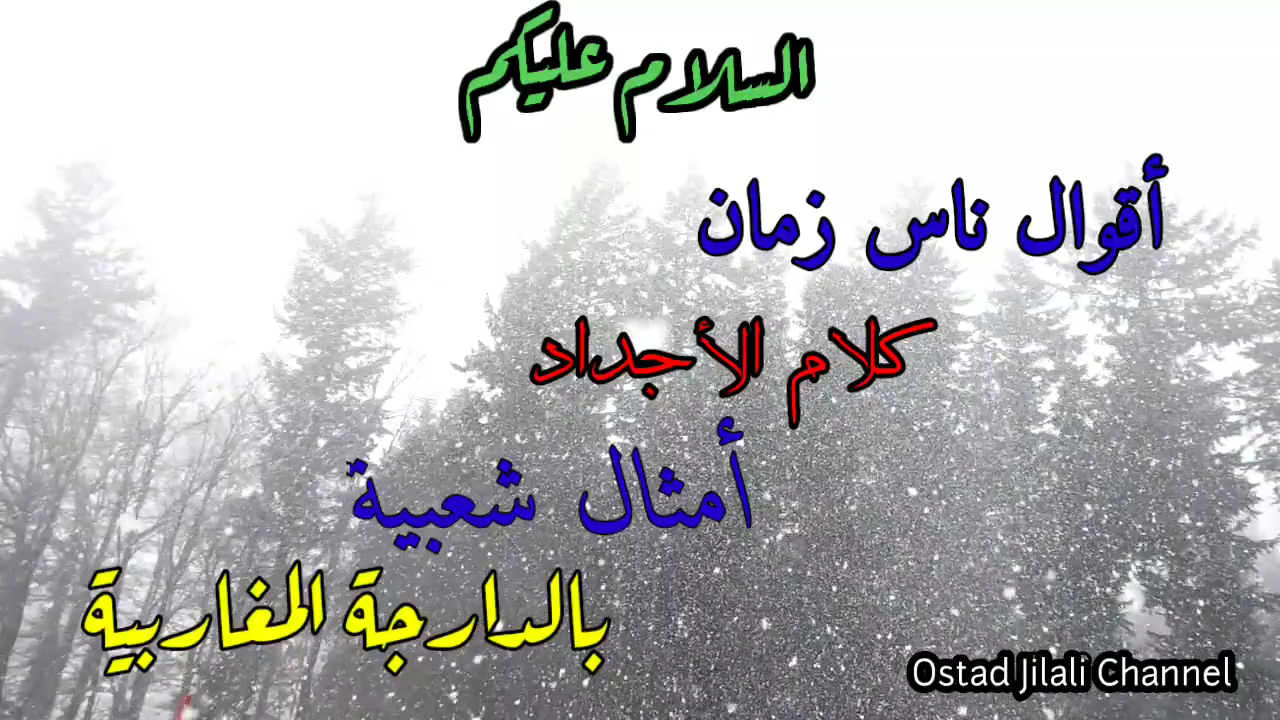 السلام عليكم
أقوال ناس زمان
كلام الأجداد
أمثال شعبية
بالدارجة المغاربية
Ostad Jilali Channel